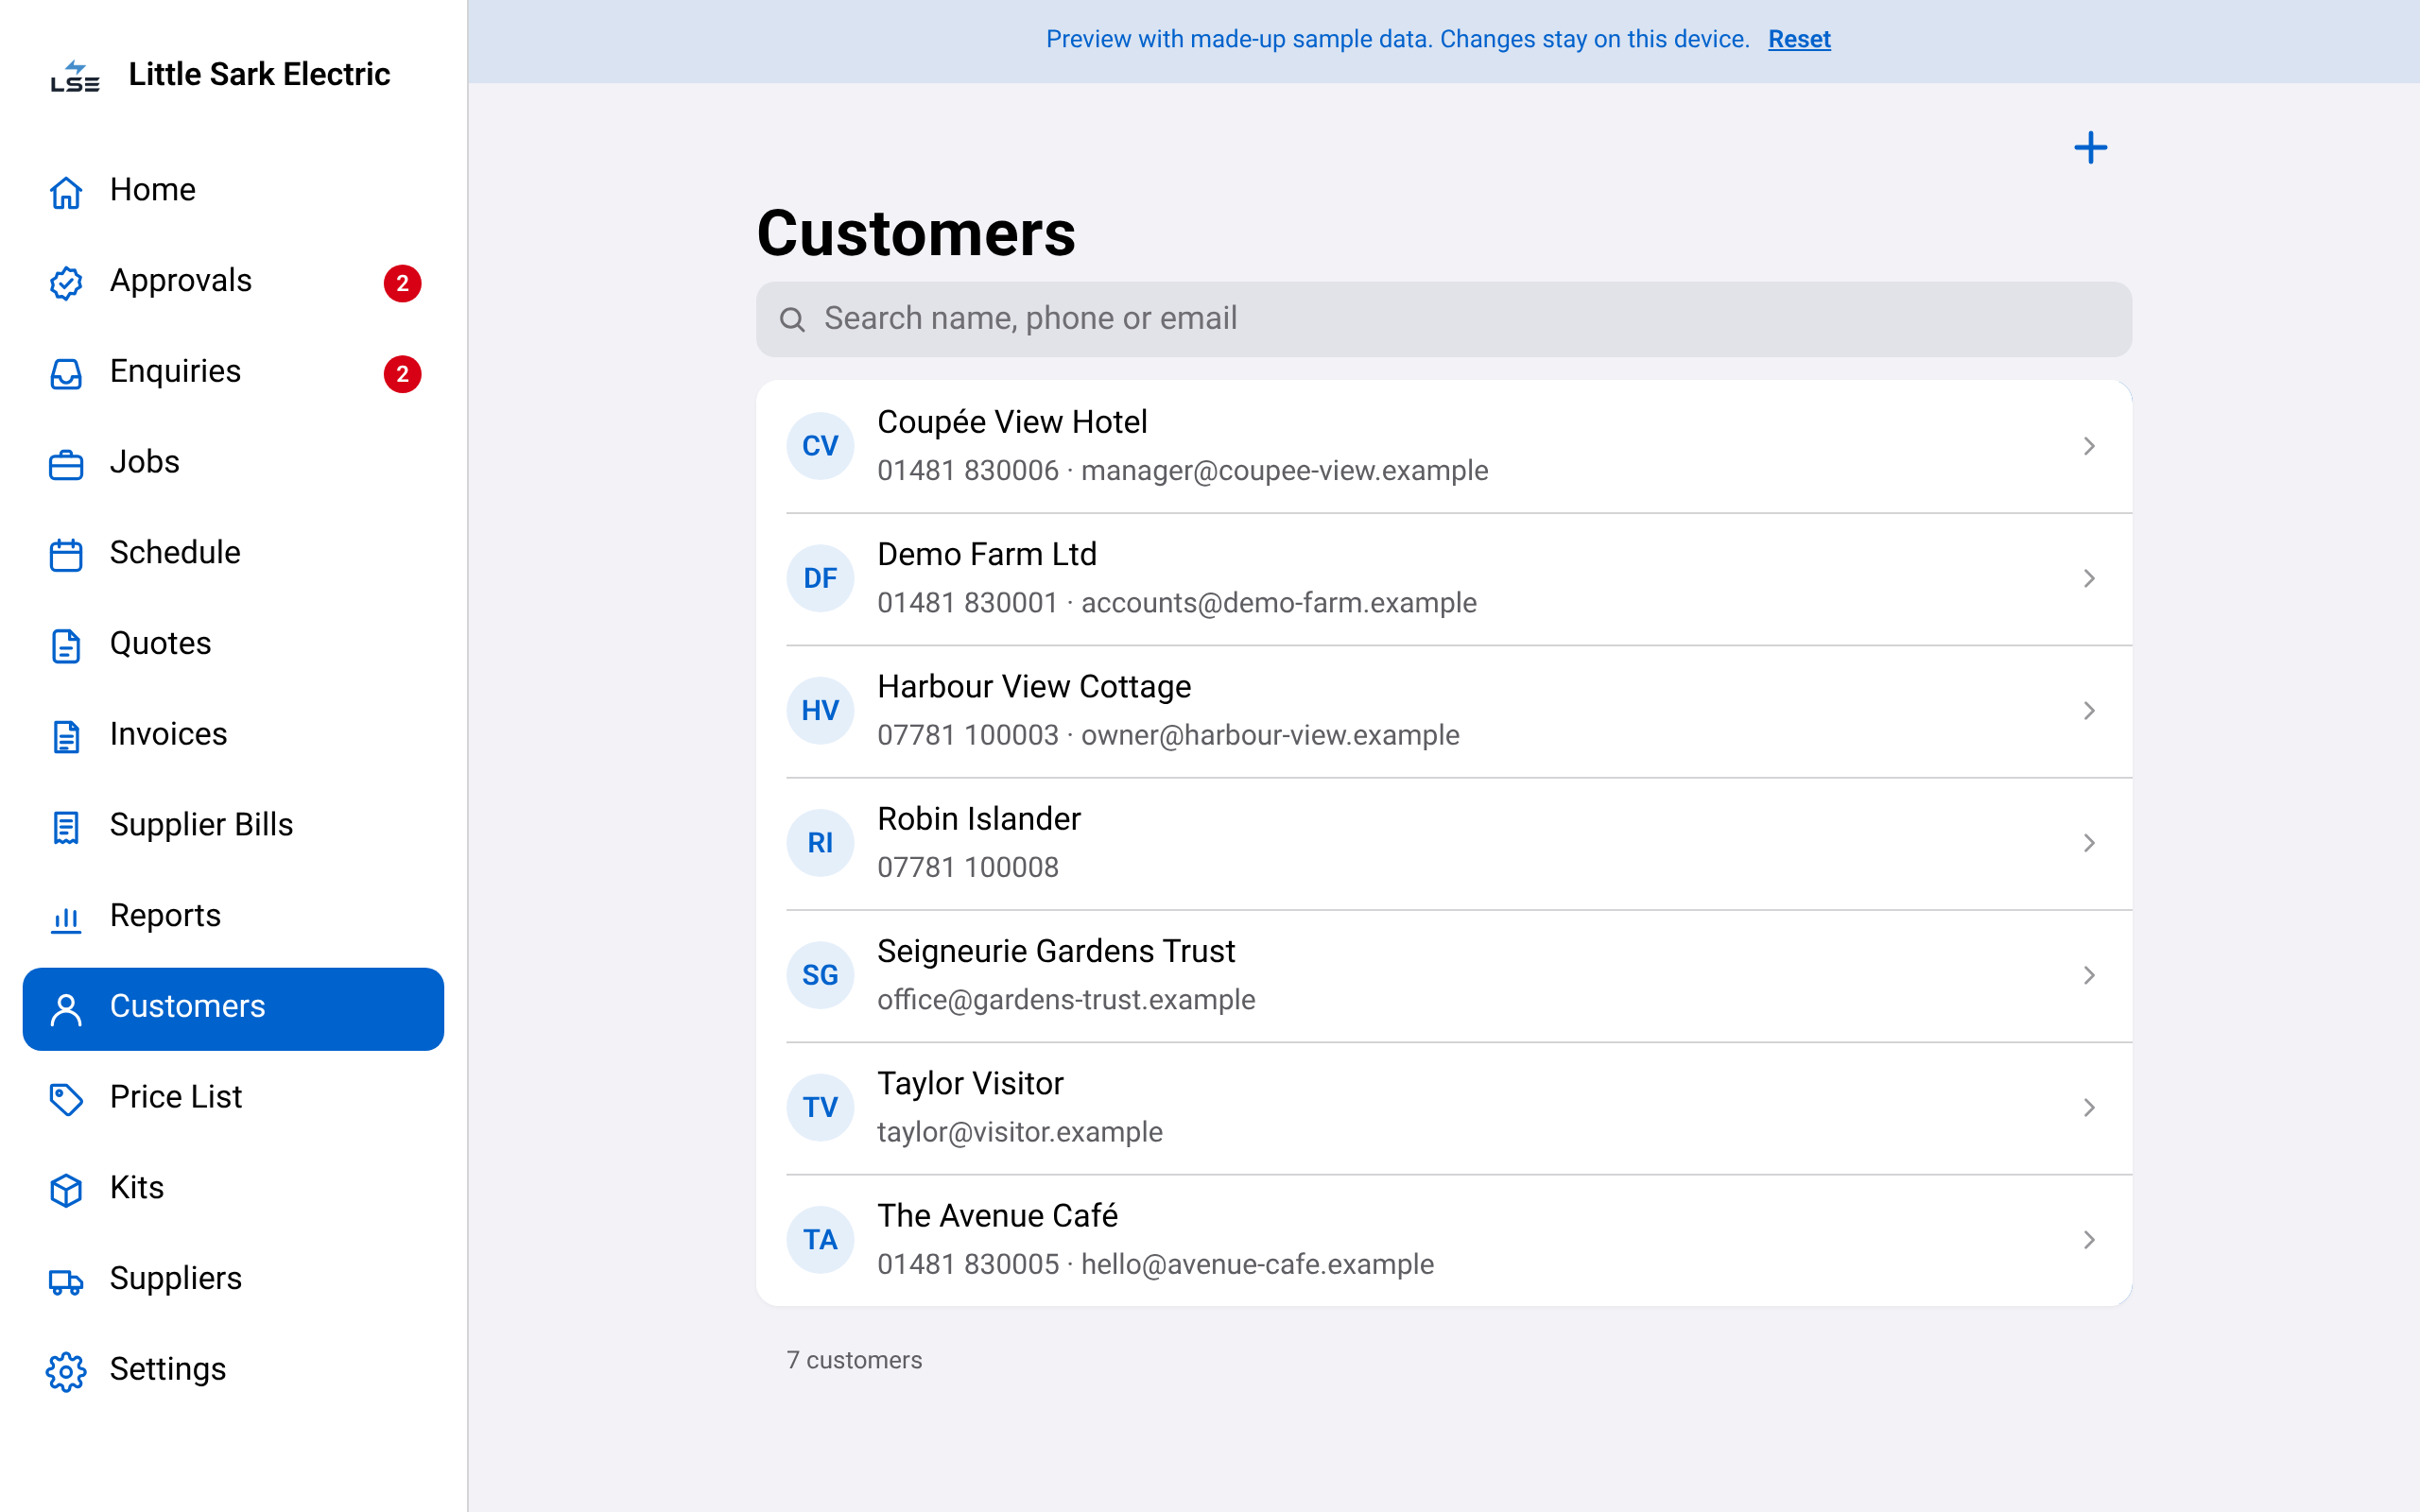 Preview with made-up sample data. Changes stay on this device. Reset
LSE Little Sark Electric
Home
Approvals 2
Enquiries 2
Jobs
Schedule
Quotes
Invoices
Supplier Bills
Reports
Customers
Price List
Kits
Suppliers
Settings
Customers
Search name, phone or email
CV Coupée View Hotel
01481 830006 · manager@coupee-view.example
DF Demo Farm Ltd
01481 830001 · accounts@demo-farm.example
HV Harbour View Cottage
07781 100003 · owner@harbour-view.example
RI Robin Islander
07781 100008
SG Seigneurie Gardens Trust
office@gardens-trust.example
TV Taylor Visitor
taylor@visitor.example
TA The Avenue Café
01481 830005 · hello@avenue-cafe.example
7 customers